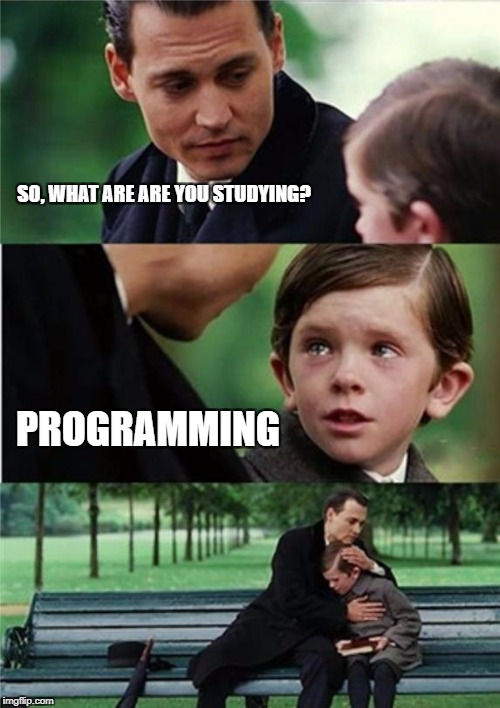 SO, WHAT ARE ARE YOU STUDYING?
PROGRAMMING
imgflip.com